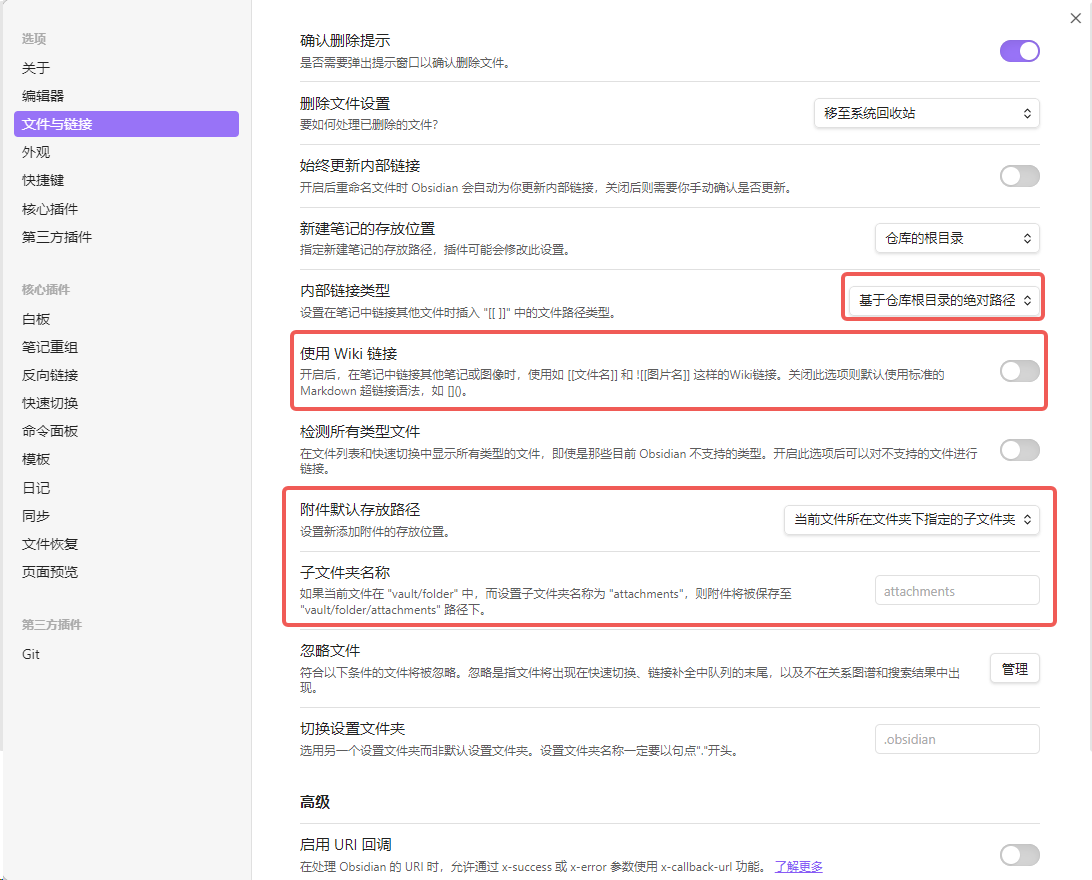 选项
关于
编辑器
文件与链接
外观
快捷键
核心插件
第三方插件
核心插件
白板
笔记重组
反向链接
快速切换
命令面板
模板
日记
同步
文件恢复
页面预览
第三方插件
Git
确认删除提示
是否需要弹出提示窗口以确认删除文件。
删除文件设置
要如何处理已删除的文件？
移至系统回收站
始终更新内部链接
开启后重命名文件时 Obsidian 会自动为你更新内部链接，关闭后则需要你手动确认是否更新。
新建笔记的存放位置
指定新建笔记的存放路径，插件可能会修改此设置。
仓库的根目录
内部链接类型
设置在笔记中链接其他文件时插入 "[[ ]]" 中的文件路径类型。
基于仓库根目录的绝对路径
使用 Wiki 链接
开启后，在笔记中链接其他笔记或图像时，使用如 [[文件名]] 和 ![[图片名]] 这样的Wiki链接。关闭此选项则默认使用标准的
Markdown 超链接语法，如 []()。
检测所有类型文件
在文件列表和快速切换中显示所有类型的文件，即使是那些目前 Obsidian 不支持的类型。开启此选项后可以对不支持的文件进行
链接。
附件默认存放路径
设置新添加附件的存放位置。
当前文件所在文件夹下指定的子文件夹
子文件夹名称
如果当前文件在 "vault/folder" 中，而设置子文件夹名称为 "attachments"，则附件将被保存至
"vault/folder/attachments" 路径下。
attachments
忽略文件
符合以下条件的文件将被忽略。忽略是指文件将出现在快速切换、链接补全中队列的末尾，以及不在关系图谱和搜索结果中出
现。
管理
切换设置文件夹
选用另一个设置文件夹而非默认设置文件夹。设置文件夹名称一定要以句点"."开头。
.obsidian
高级
启用 URI 回调
在处理 Obsidian 的 URI 时，允许通过 x-success 或 x-error 参数使用 x-callback-url 功能。 了解更多